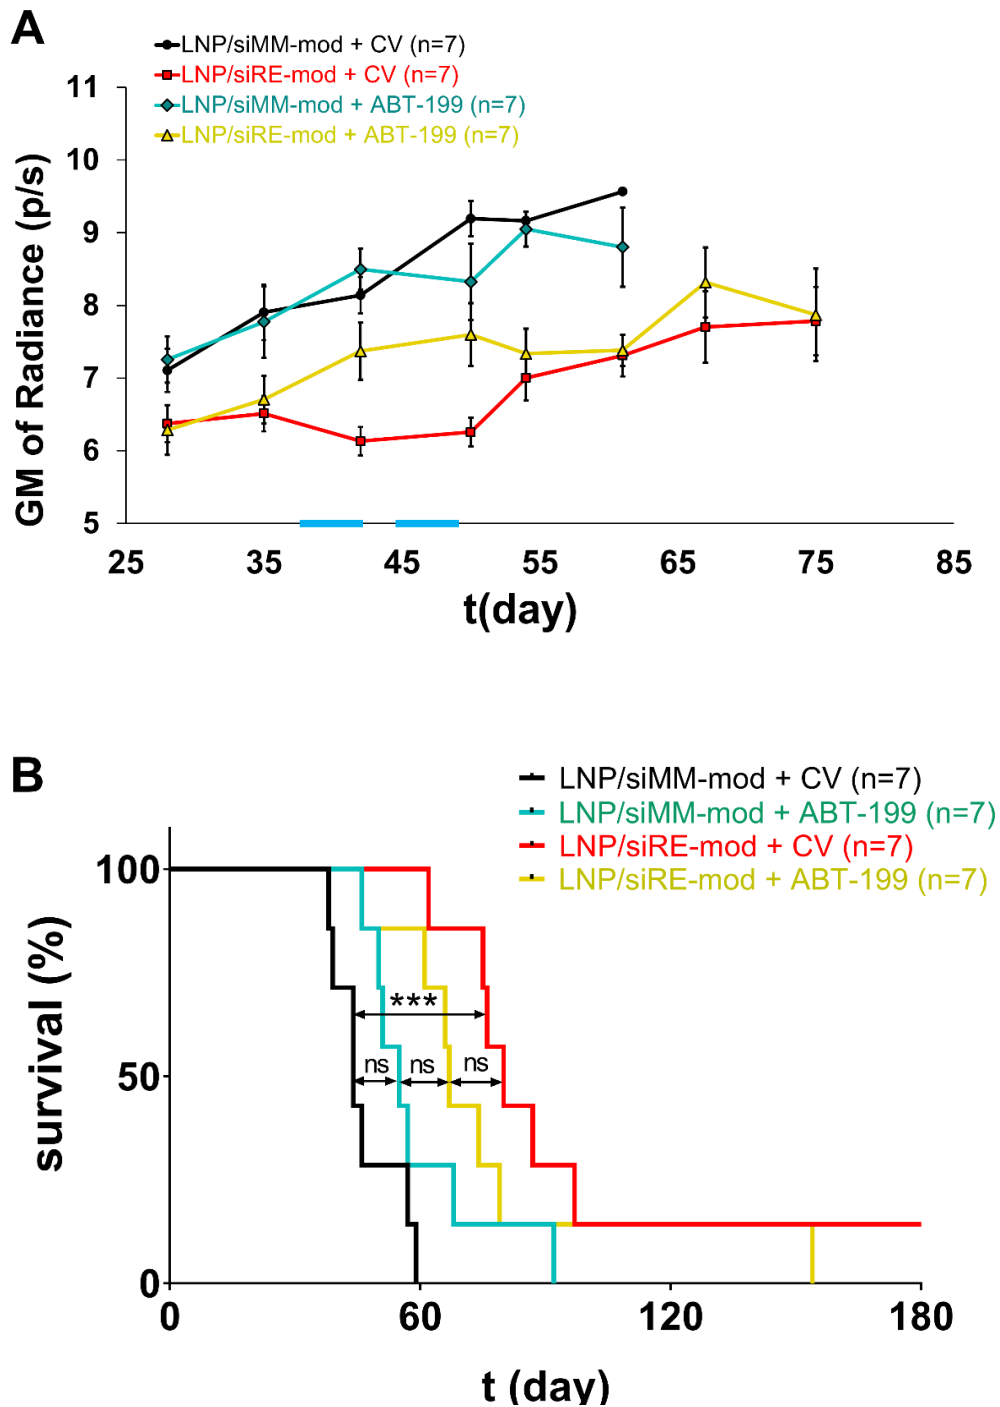 A
LNP/siMM-mod + CV (n=7)
LNP/siRE-mod + CV (n=7)
LNP/siMM-mod + ABT-199 (n=7)
LNP/siRE-mod + ABT-199 (n=7)
GM of Radiance (p/s)
11
10
9
8
7
6
5
25 35 45 55 65 75 85
t(day)
B
LNP/siMM-mod + CV (n=7)
LNP/siMM-mod + ABT-199 (n=7)
LNP/siRE-mod + CV (n=7)
LNP/siRE-mod + ABT-199 (n=7)
survival (%)
100
50
0
***
ns ns ns
0 60 120 180
t (day)